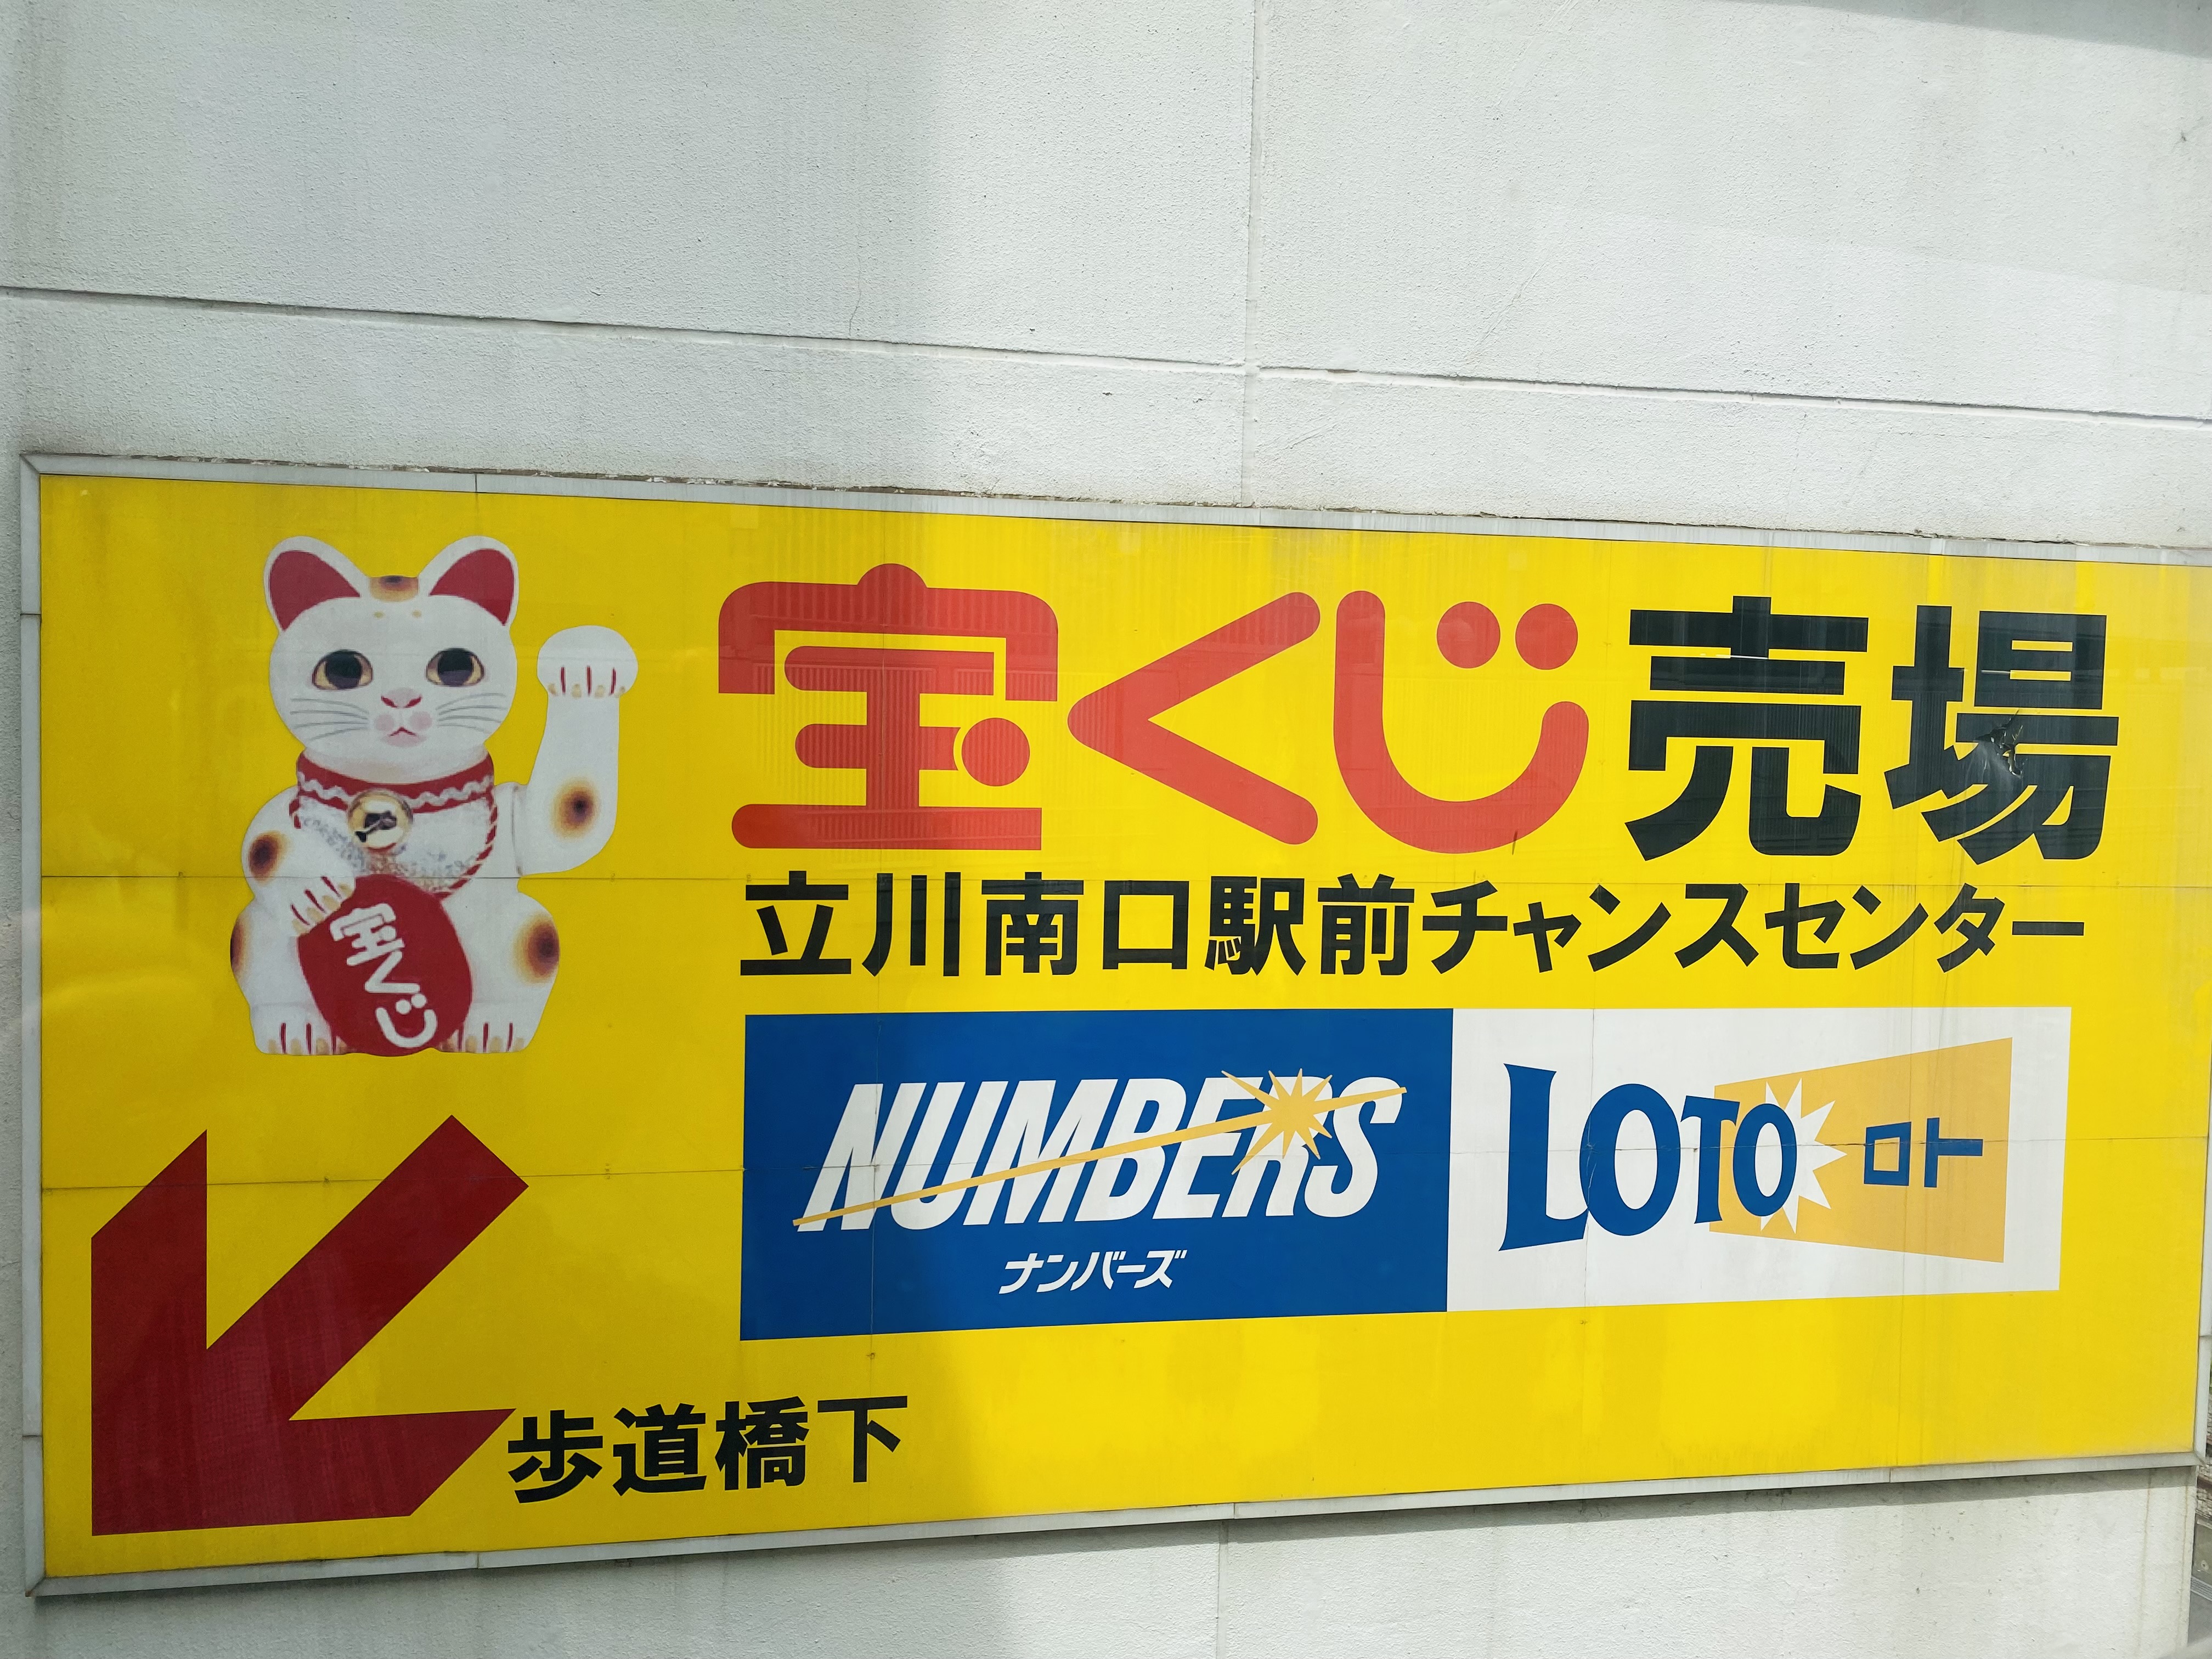 宝くじ売場
立川南口駅前チャンスセンター
宝くじ
NUMBERS
ナンバーズ
LOTO ロト
歩道橋下